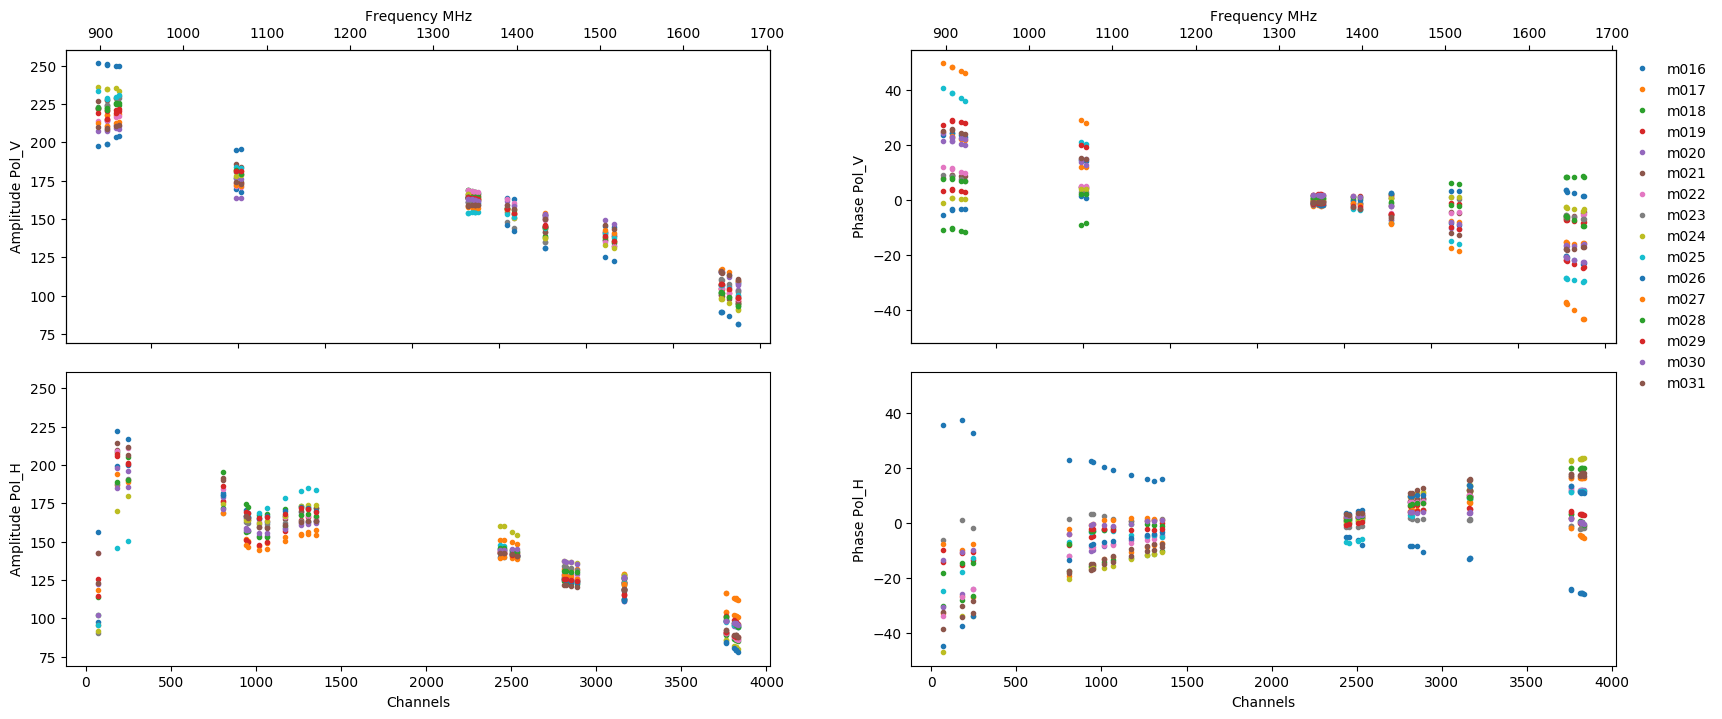 Frequency MHz
900 1000 1100 1200 1300 1400 1500 1600 1700
250
225
200
175
150
125
100
75
Amplitude Pol_V
Frequency MHz
900 1000 1100 1200 1300 1400 1500 1600 1700
40
20
0
−20
−40
Phase Pol_V
250
225
200
175
150
125
100
75
Amplitude Pol_H
0 500 1000 1500 2000 2500 3000 3500 4000
Channels
40
20
0
−20
−40
Phase Pol_H
0 500 1000 1500 2000 2500 3000 3500 4000
Channels
m016
m017
m018
m019
m020
m021
m022
m023
m024
m025
m026
m027
m028
m029
m030
m031